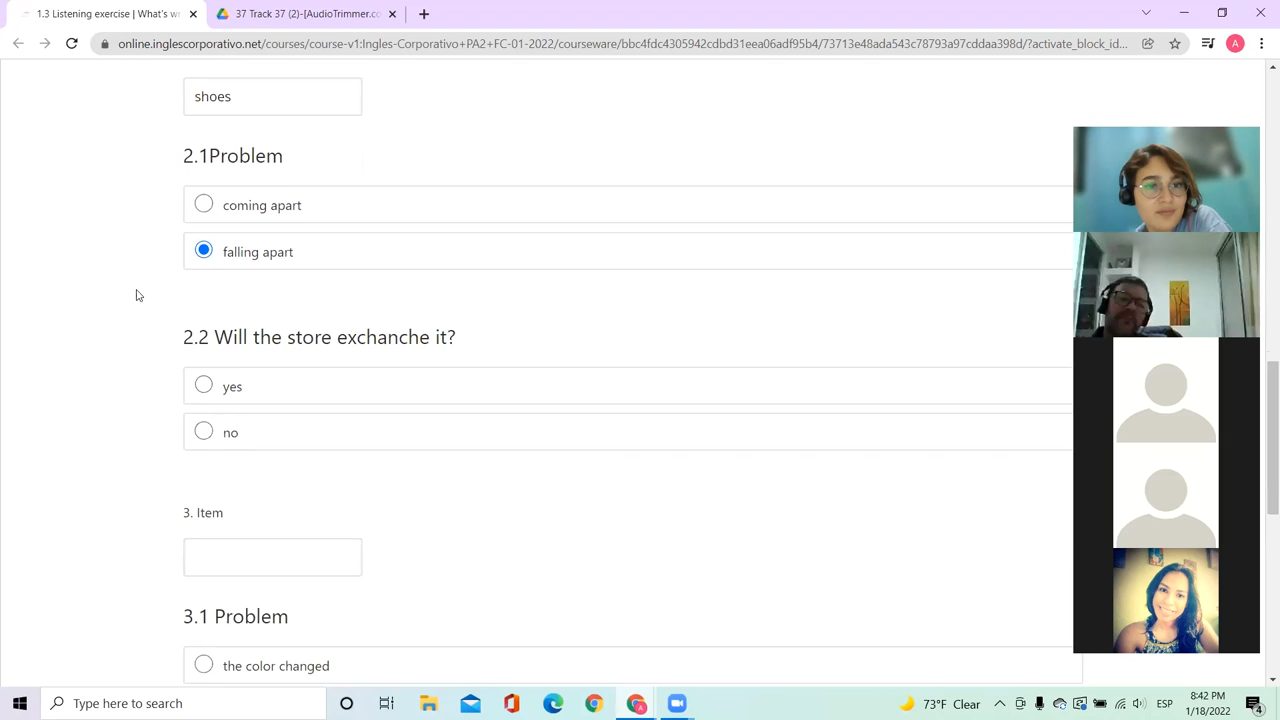 1.3 Listening exercise | What's wr
37 Track 37 (2)-[AudioTrimmer.co
online.inglescorporativo.net/courses/course-v1:Ingles-Corporativo+PA2+EC-01-2022/courseware/bbc4fdc4305942cdbd31eea06adf95b4/73713e48ada543c78793a97cddaa398d/?activate_block_id...
A
shoes
2.1Problem
coming apart
falling apart
2.2 Will the store exchanche it?
yes
no
3. Item
3.1 Problem
the color changed
Type here to search
A
73°F Clear
ESP
8:42 PM
1/18/2022
4